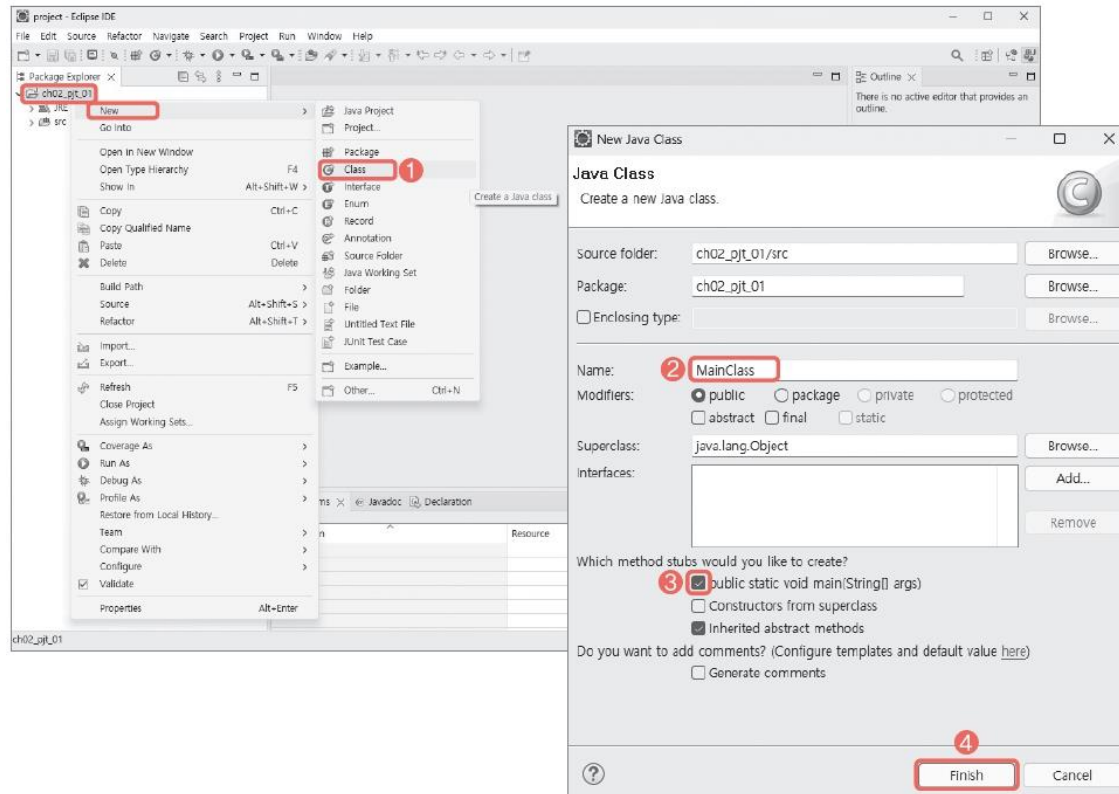 project - Eclipse IDE
File Edit Source Refactor Navigate Search Project Run Window Help
Package Explorer
ch02_pjt_01
JRE
src
New
Go Into
Open in New Window
Open Type Hierarchy F4
Show In Alt+Shift+W >
Copy Ctrl+C
Copy Qualified Name
Paste Ctrl+V
Delete Delete
Build Path >
Source Alt+Shift+S >
Refactor Alt+Shift+T >
Import...
Export...
Refresh F5
Close Project
Assign Working Sets...
Coverage As >
Run As >
Debug As >
Profile As >
Restore from Local History...
Team >
Compare With >
Configure >
Validate
Properties Alt+Enter
Java Project
Project...
Package
Class 1
Interface
Enum
Record
Annotation
Source Folder
Java Working Set
Folder
File
Untitled Text File
JUnit Test Case
Example...
Other... Ctrl+N
Create a Java class
Outline
There is no active editor that provides an
outline.
ms Javadoc Declaration
n Resource
ch02_pjt_01
New Java Class
Java Class
Create a new Java class.
Source folder: ch02_pjt_01/src Browse...
Package: ch02_pjt_01 Browse...
Enclosing type: Browse...
Name: 2 MainClass
Modifiers: public package private protected
abstract final static
Superclass: java.lang.Object Browse...
Interfaces: Add...
Remove
Which method stubs would you like to create?
3 public static void main(String[] args)
Constructors from superclass
Inherited abstract methods
Do you want to add comments? (Configure templates and default value here)
Generate comments
4
Finish Cancel